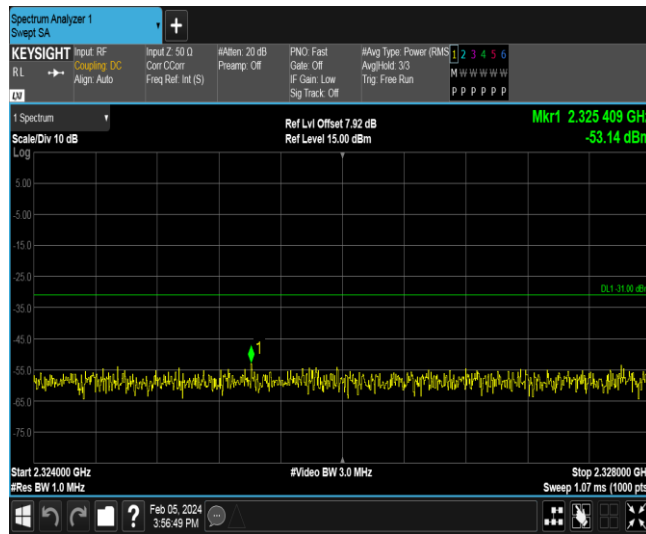 Spectrum Analyzer 1
Swept SA
KEYSIGHT
RL
LXI
Input: RF
Coupling: DC
Align: Auto
Input Z: 50 Ω
Corr CCorr
Freq Ref: Int (S)
#Atten: 20 dB
Preamp: Off
PNO: Fast
Gate: Off
IF Gain: Low
Sig Track: Off
#Avg Type: Power (RMS
Avg|Hold: 3/3
Trig: Free Run
1 2 3 4 5 6
M W W W W W
P P P P P P
1 Spectrum
Scale/Div 10 dB
Log
Ref Lvl Offset 7.92 dB
Ref Level 15.00 dBm
Mkr1 2.325 409 GH
-53.14 dBm
5.00
-5.00
-15.0
-25.0
DL1 -31.00 dB
-35.0
-45.0
1
-55.0
-65.0
-75.0
Start 2.324000 GHz
#Res BW 1.0 MHz
#Video BW 3.0 MHz
Stop 2.328000 GH
Sweep 1.07 ms (1000 pts
?
Feb 05, 2024
3:56:49 PM